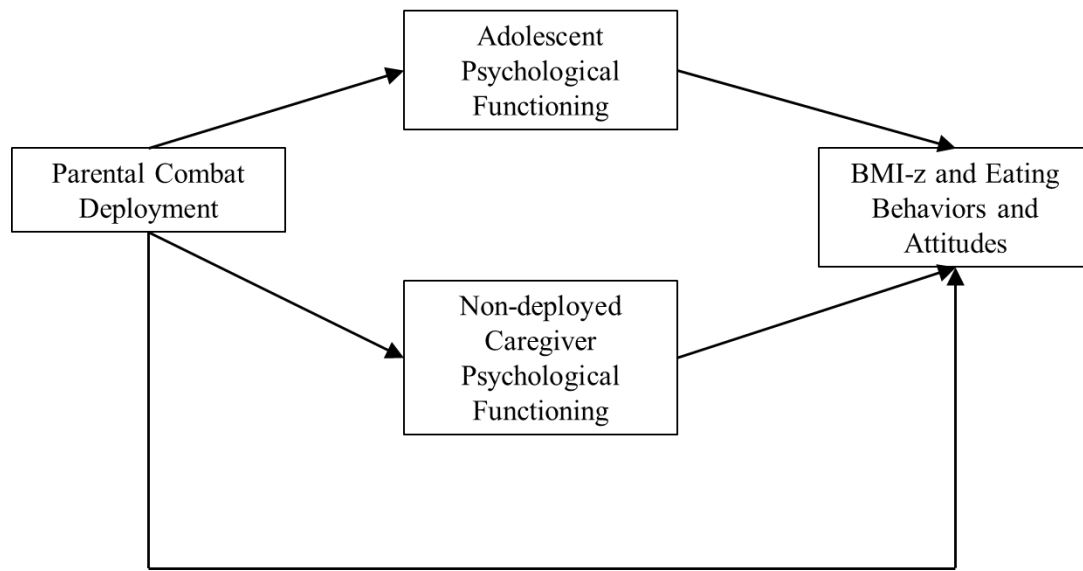 Adolescent
Psychological
Functioning
Parental Combat
Deployment
BMI-z and Eating
Behaviors and
Attitudes
Non-deployed
Caregiver
Psychological
Functioning